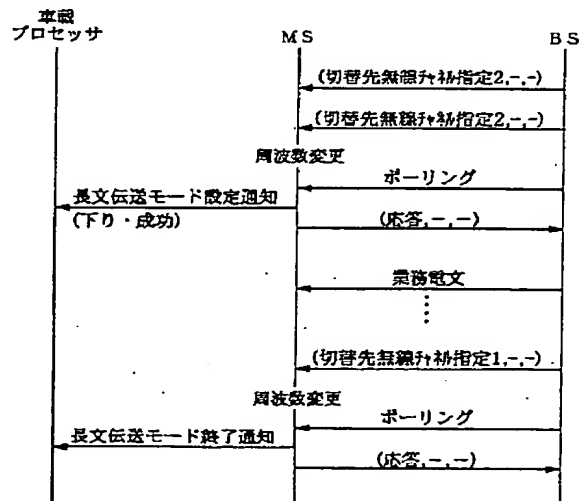 車載
プロセッサ
MS
BS
(切替先無線チャネル指定2,-,-)
(切替先無線チャネル指定2,-,-)
周波数変更
ポーリング
長文伝送モード設定通知
(下り・成功)
(応答,-,-)
業務電文
(切替先無線チャネル指定1,-,-)
周波数変更
ポーリング
長文伝送モード終了通知
(応答,-,-)